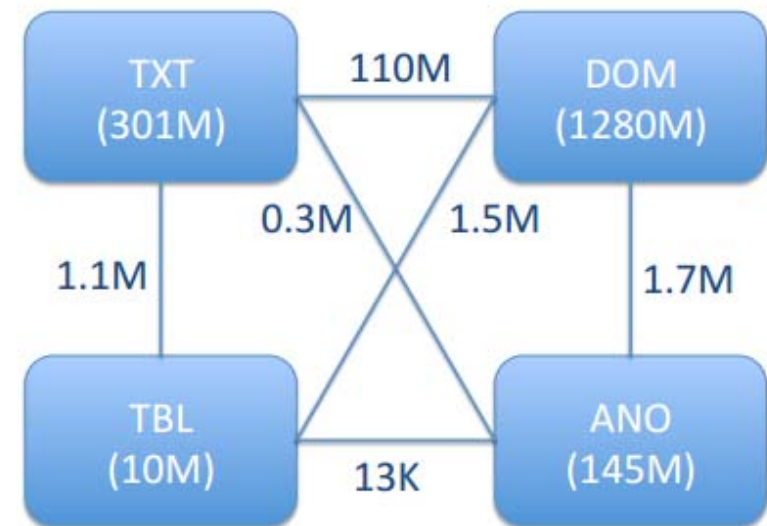 TXT
(301M)
110M
DOM
(1280M)
0.3M
1.5M
1.1M
1.7M
TBL
(10M)
13K
ANO
(145M)